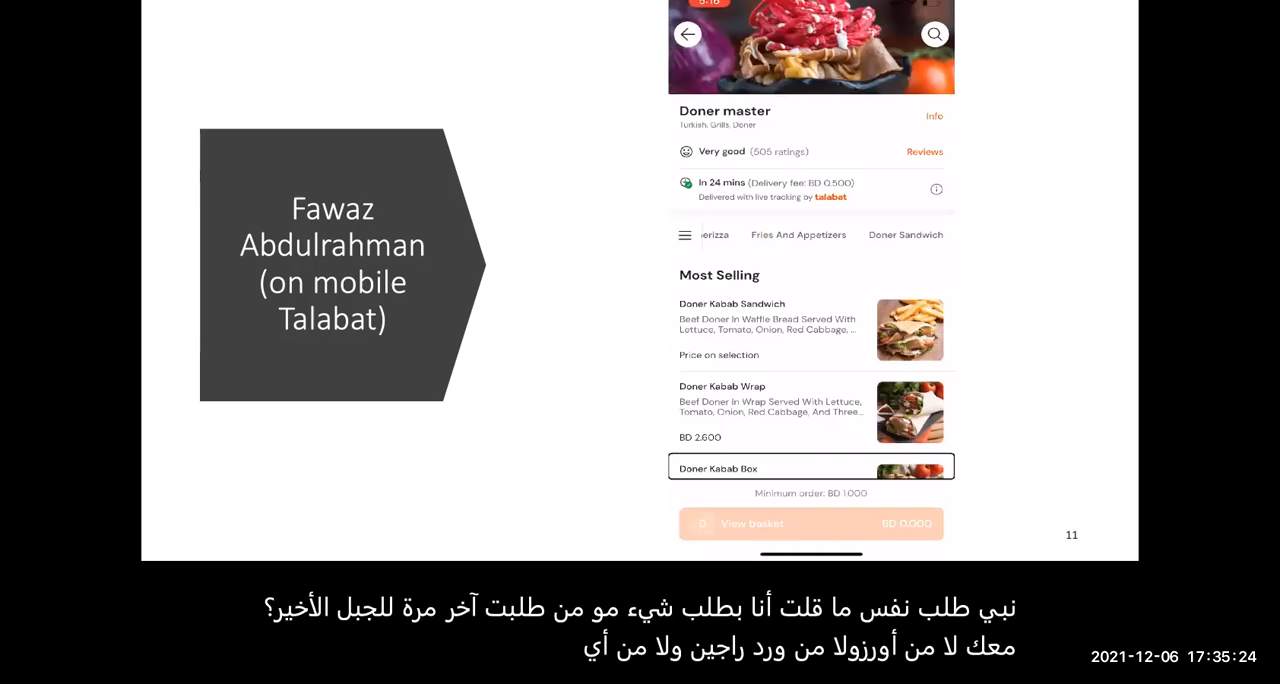 5:16
Fawaz
Abdulrahman
(on mobile
Talabat)
Doner master
Info
Turkish, Grills, Doner
Very good (505 ratings)
Reviews
In 24 mins (Delivery fee: BD 0.500)
Delivered with live tracking by talabat
erizza Fries And Appetizers Doner Sandwich
Most Selling
Doner Kabab Sandwich
Beef Doner In Waffle Bread Served With
Lettuce, Tomato, Onion, Red Cabbage, ...
Price on selection
Doner Kabab Wrap
Beef Doner In Wrap Served With Lettuce,
Tomato, Onion, Red Cabbage, And Three...
BD 2.600
Doner Kabab Box
Minimum order: BD 1.000
0 View basket BD 0.000
11
نبي طلب نفس ما قلت أنا بطلب شيء مو من طلبت آخر مرة للجبل الأخير؟
معك لا من أورزولا من ورد راجين ولا من أي
2021-12-06 17:35:24